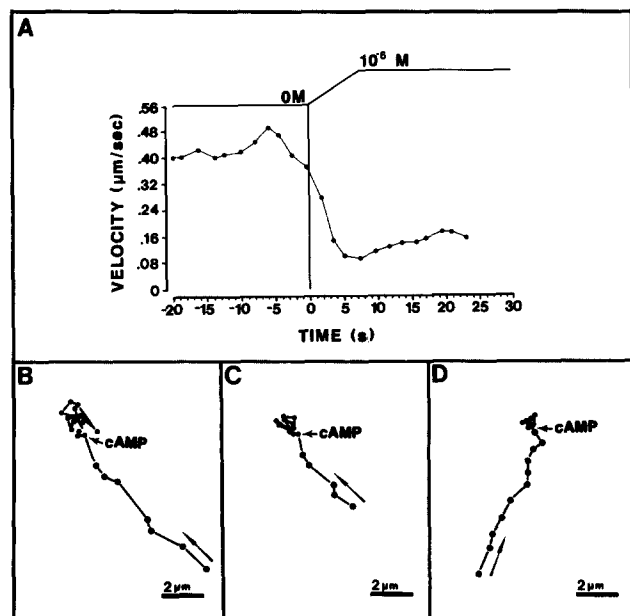 A
10⁻⁶ M
0M
VELOCITY (μm/sec)
.56
.48
.40
.32
.24
.16
.08
0
-20 -15 -10 -5 0 5 10 15 20 25 30
TIME (s)
B
cAMP
2μm
C
cAMP
2μm
D
cAMP
2μm